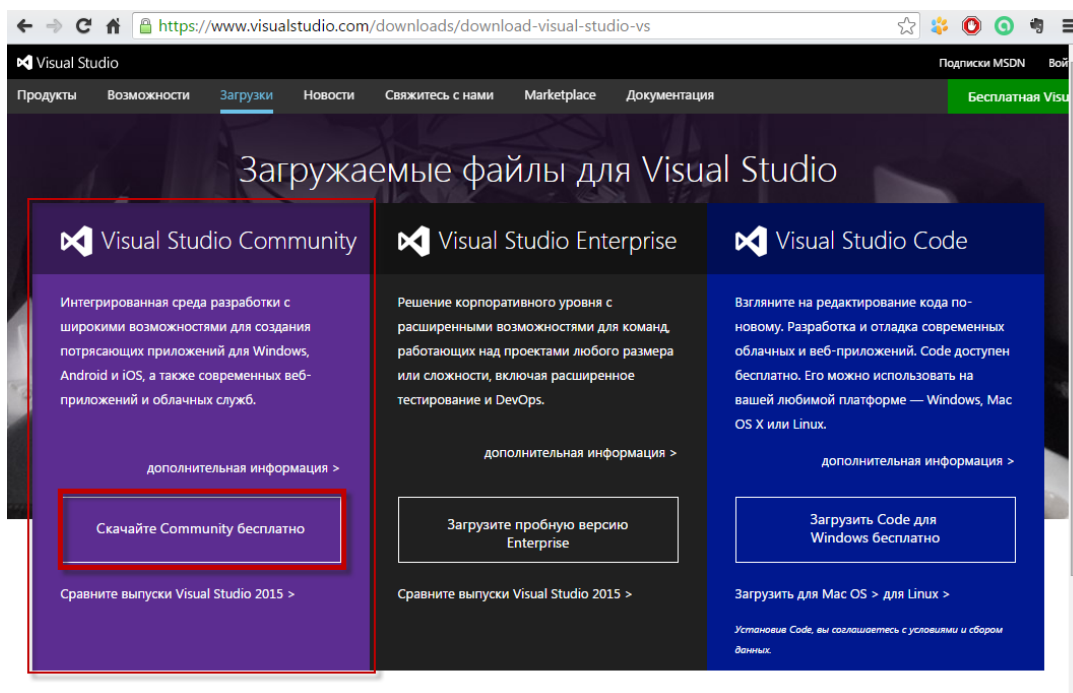 https://www.visualstudio.com/downloads/download-visual-studio-vs
Visual Studio
Подписки MSDN
Продукты Возможности Загрузки Новости Свяжитесь с нами Marketplace Документация
Бесплатная
Загружаемые файлы для Visual Studio
Visual Studio Community
Интегрированная среда разработки с
широкими возможностями для создания
потрясающих приложений для Windows,
Android и iOS, а также современных веб-
приложений и облачных служб.
дополнительная информация >
Скачайте Community бесплатно
Сравните выпуски Visual Studio 2015 >
Visual Studio Enterprise
Решение корпоративного уровня с
расширенными возможностями для команд,
работающих над проектами любого размера
или сложности, включая расширенное
тестирование и DevOps.
дополнительная информация >
Загрузите пробную версию
Enterprise
Сравните выпуски Visual Studio 2015 >
Visual Studio Code
Взгляните на редактирование кода по-
новому. Разработка и отладка современных
облачных и веб-приложений. Code доступен
бесплатно. Его можно использовать на
вашей любимой платформе — Windows, Mac
OS X или Linux.
дополнительная информация >
Загрузить Code для
Windows бесплатно
Загрузить для Mac OS > для Linux >
Установив Code, вы соглашаетесь с условиями и сбором
данных.